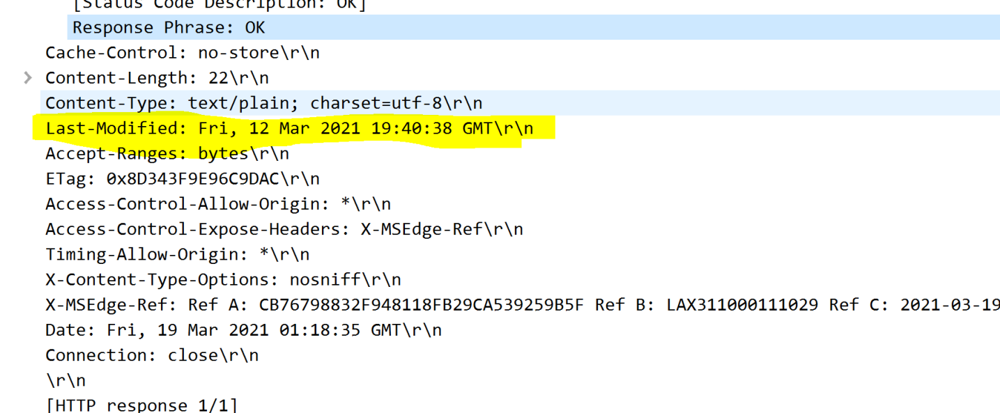 [Status Code Description: OK]
Response Phrase: OK
Cache-Control: no-store\r\n
Content-Length: 22\r\n
Content-Type: text/plain; charset=utf-8\r\n
Last-Modified: Fri, 12 Mar 2021 19:40:38 GMT\r\n
Accept-Ranges: bytes\r\n
ETag: 0x8D343F9E96C9DAC\r\n
Access-Control-Allow-Origin: *\r\n
Access-Control-Expose-Headers: X-MSEdge-Ref\r\n
Timing-Allow-Origin: *\r\n
X-Content-Type-Options: nosniff\r\n
X-MSEdge-Ref: Ref A: CB76798832F948118FB29CA539259B5F Ref B: LAX311000111029 Ref C: 2021-03-19
Date: Fri, 19 Mar 2021 01:18:35 GMT\r\n
Connection: close\r\n
\r\n
[HTTP response 1/1]